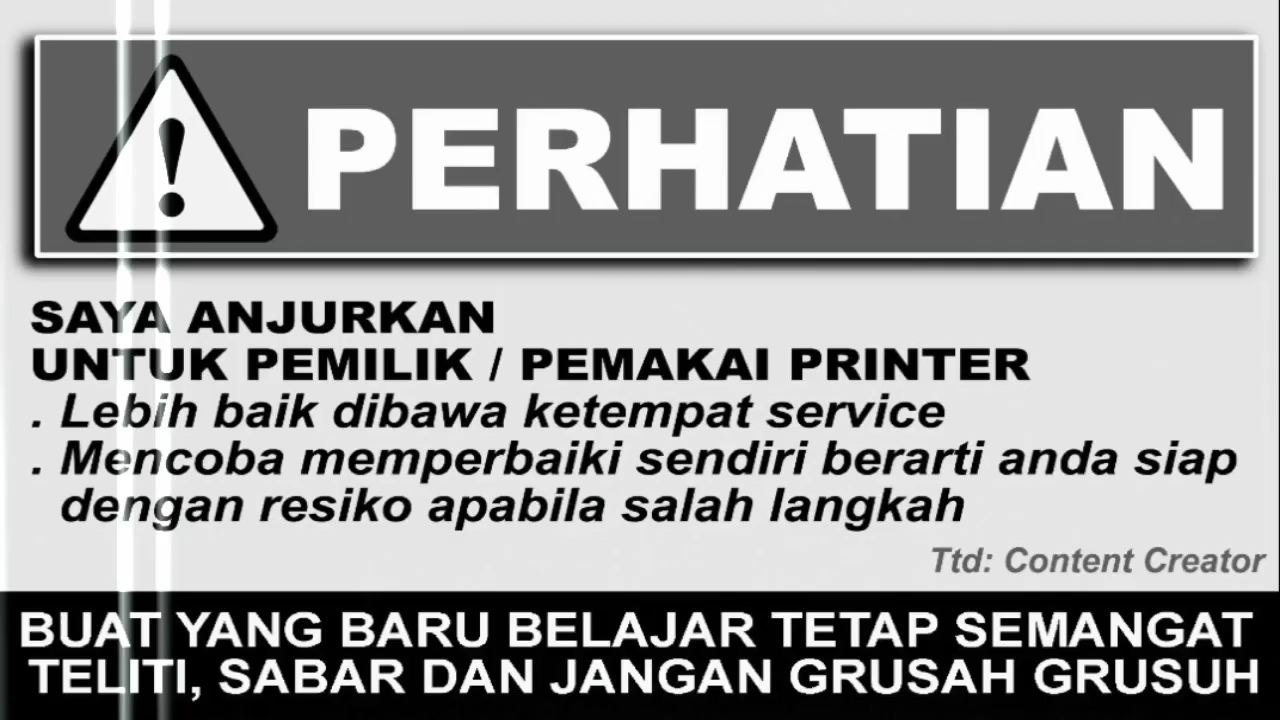 PERHATIAN
SAYA ANJURKAN
UNTUK PEMILIK / PEMAKAI PRINTER
. Lebih baik dibawa ketempat service
. Mencoba memperbaiki sendiri berarti anda siap
dengan resiko apabila salah langkah
Ttd: Content Creator
BUAT YANG BARU BELAJAR TETAP SEMANGAT
TELITI, SABAR DAN JANGAN GRUSAH GRUSUH